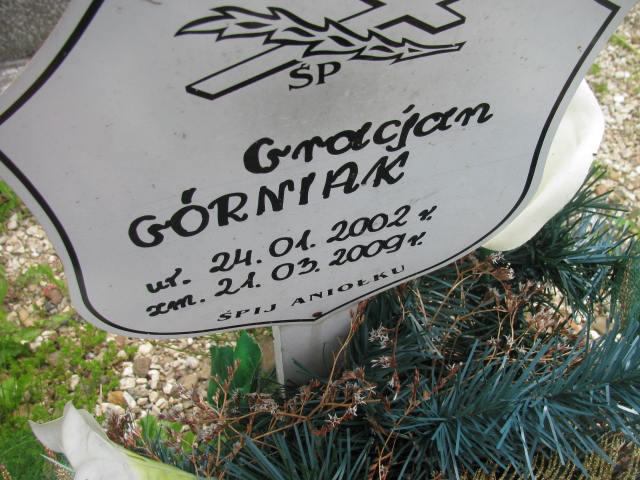 ŚP
Gracjan
GÓRNIAK
ur. 24.01.2002 r.
zm. 21.03.2009 r.
ŚPIJ ANIOŁKU